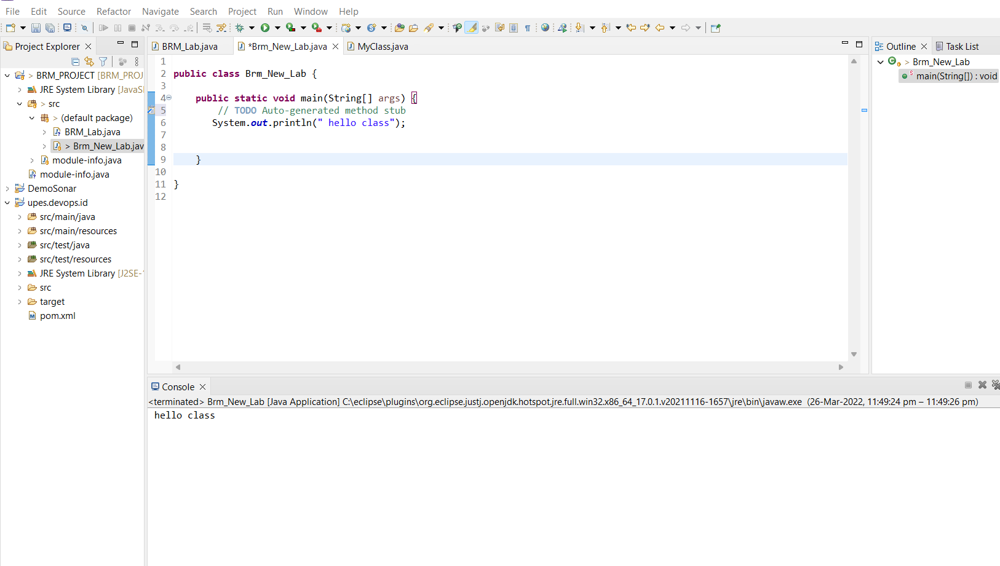 File Edit Source Refactor Navigate Search Project Run Window Help
Project Explorer
BRM_Lab.java *Brm_New_Lab.java MyClass.java
Outline Task List
> BRM_PROJECT [BRM_PROJ
JRE System Library [JavaS
> src
> (default package)
BRM_Lab.java
> Brm_New_Lab.jav
module-info.java
module-info.java
DemoSonar
upes.devops.id
src/main/java
src/main/resources
src/test/java
src/test/resources
JRE System Library [J2SE-
src
target
pom.xml
1
2 public class Brm_New_Lab {
3
4 public static void main(String[] args) {
5 // TODO Auto-generated method stub
6 System.out.println(" hello class");
7
8
9 }
10
11 }
12
> Brm_New_Lab
main(String[]) : void
Console
<terminated> Brm_New_Lab [Java Application] C:\eclipse\plugins\org.eclipse.justj.openjdk.hotspot.jre.full.win32.x86_64_17.0.1.v20211116-1657\jre\bin\javaw.exe (26-Mar-2022, 11:49:24 pm – 11:49:26 pm)
hello class